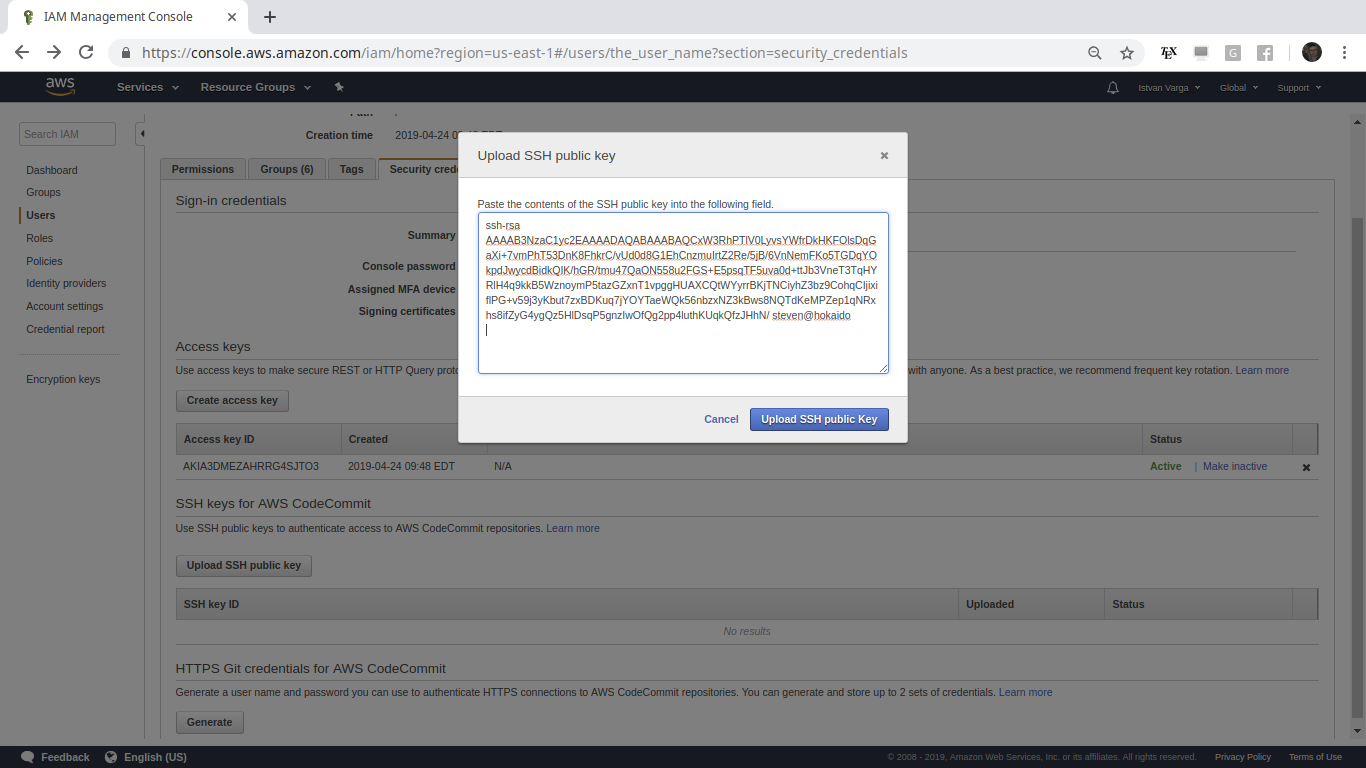 IAM Management Console
https://console.aws.amazon.com/iam/home?region=us-east-1#/users/the_user_name?section=security_credentials
aws
Services
Resource Groups
Istvan Varga
Global
Support
Search IAM
Dashboard
Groups
Users
Roles
Policies
Identity providers
Account settings
Credential report
Encryption keys
Creation time 2019-04-24
Permissions
Groups (6)
Tags
Security
Sign-in credentials
Summary
Console password
Assigned MFA device
Signing certificates
Upload SSH public key
Paste the contents of the SSH public key into the following field.
ssh-rsa
AAAAB3NzaC1yc2EAAAADAQABAAABAQCxW3RhPTlV0LyvsYWfrDkHKFOlsDqG
aXi+7vmPhT53DnK8FhkrC/vUd0d8G1EhCnzmuIrtZ2Re/5jB/6VnNemFKo5TGDqYO
kpdJwycdBidkQIK/hGR/tmu47QaON558u2FGS+E5psqTF5uva0d+ttJb3VneT3TqHY
RlH4q9kkB5WznoymP5tazGZxnT1vpggHUAXCQtWYyrrBKjTNCiyhZ3bz9CohqCIjixi
flPG+v59j3yKbut7zxBDKuq7jYOYTaeWQk56nbzxNZ3kBws8NQTdKeMPZep1qNRx
hs8ifZyG4ygQz5HlDsqP5gnzIwOfQg2pp4luthKUqkQfzJHhN/ steven@hokaido
Cancel
Upload SSH public Key
Access keys
Use access keys to make secure REST or HTTP Query with anyone. As a best practice, we recommend frequent key rotation. Learn more
Create access key
Access key ID Created Status
AKIA3DMEZAHRRG4SJTO3 2019-04-24 09:48 EDT N/A Active | Make inactive
SSH keys for AWS CodeCommit
Use SSH public keys to authenticate access to AWS CodeCommit repositories. Learn more
Upload SSH public key
SSH key ID Uploaded Status
No results
HTTPS Git credentials for AWS CodeCommit
Generate a user name and password you can use to authenticate HTTPS connections to AWS CodeCommit repositories. You can generate and store up to 2 sets of credentials. Learn more
Generate
Feedback
English (US)
© 2008 - 2019, Amazon Web Services, Inc. or its affiliates. All rights reserved.
Privacy Policy
Terms of Use